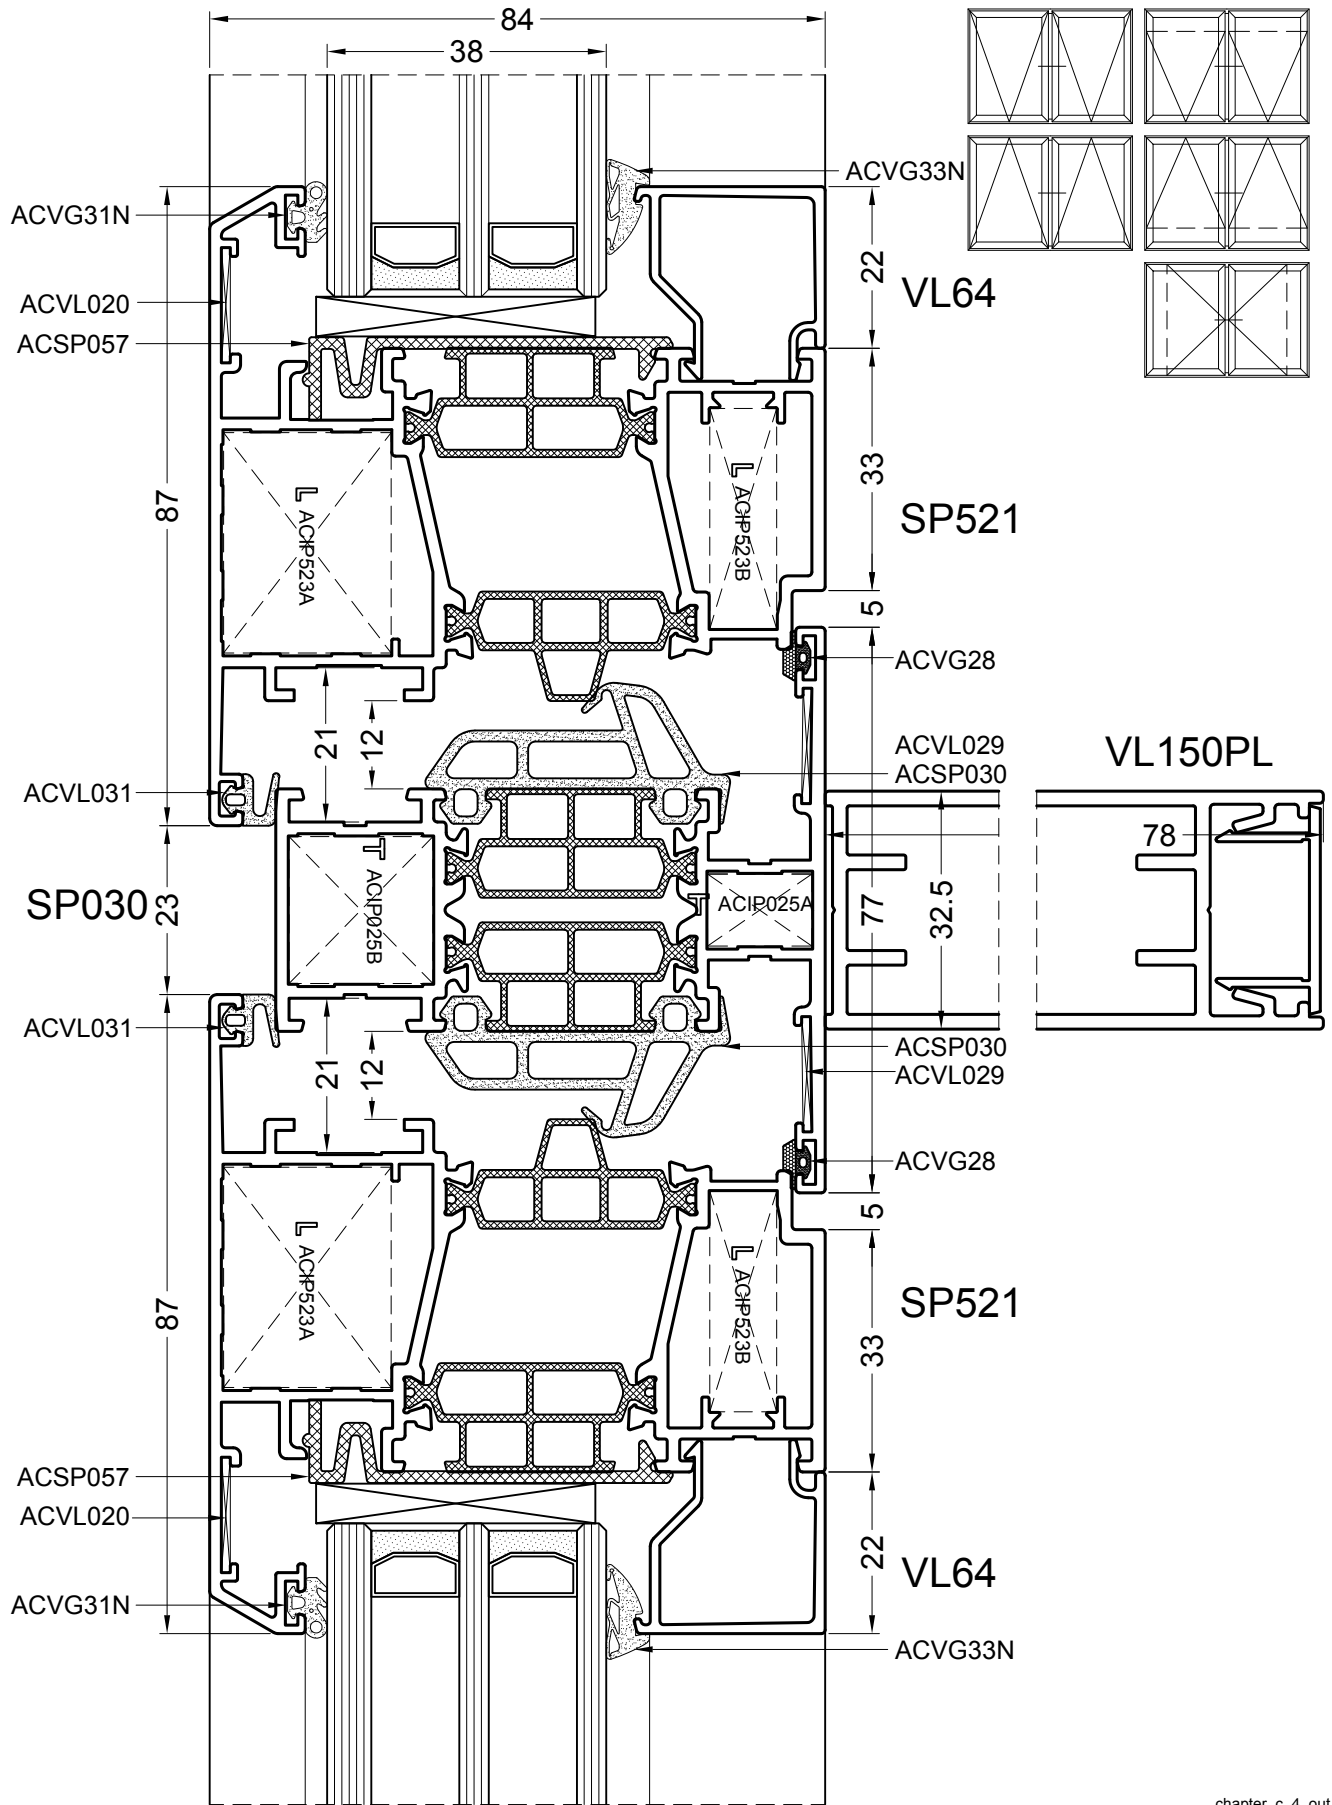 84
38
ACVG33N
ACVG31N
22
VL64
ACVL020
ACSP057
33
87
L ACIP523A
L ACIP523B
SP521
5
ACVG28
21
12
ACVL029
ACSP030
VL150PL
ACVL031
78
T ACIP025B
T ACIP025A
SP030
23
77
32.5
ACVL031
21
12
ACSP030
ACVL029
ACVG28
5
L ACIP523A
L ACIP523B
SP521
87
33
ACSP057
ACVL020
22
VL64
ACVG31N
ACVG33N
chapter_c_4_out